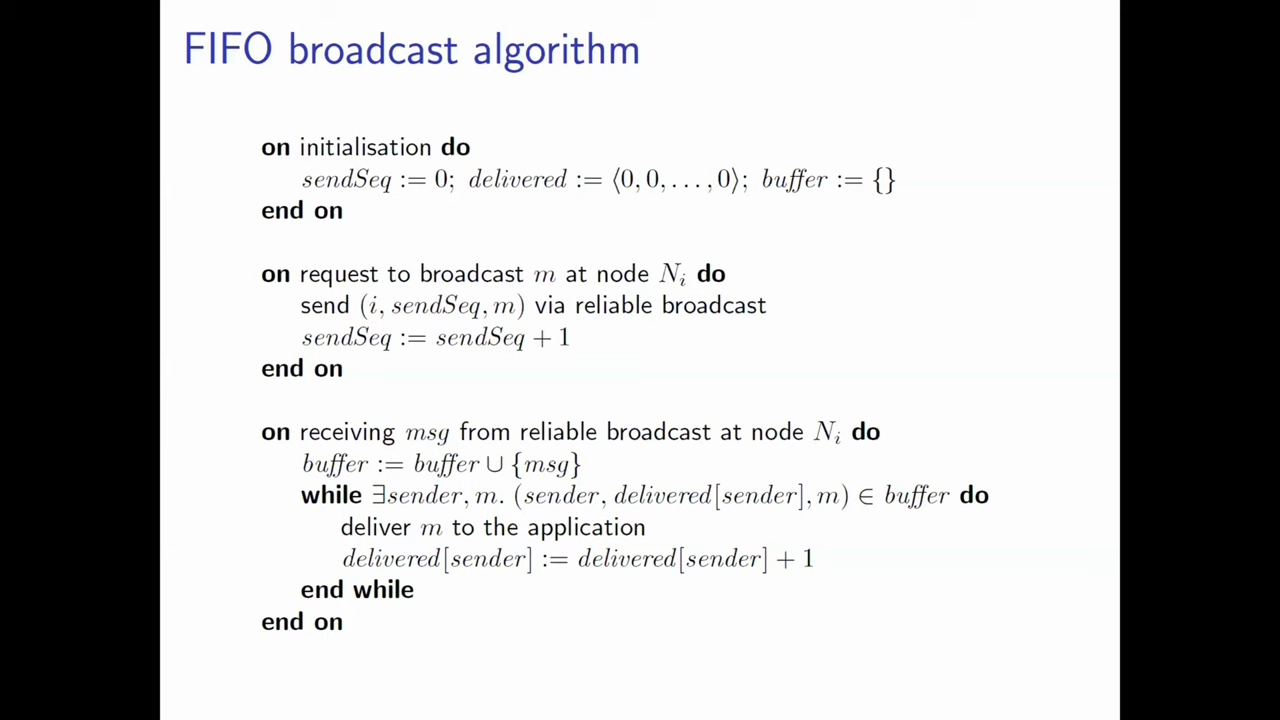 FIFO broadcast algorithm
on initialisation do
sendSeq := 0; delivered := ⟨0, 0, . . . , 0⟩; buffer := {}
end on
on request to broadcast m at node Nᵢ do
send (i, sendSeq, m) via reliable broadcast
sendSeq := sendSeq + 1
end on
on receiving msg from reliable broadcast at node Nᵢ do
buffer := buffer ∪ {msg}
while ∃sender, m. (sender, delivered[sender], m) ∈ buffer do
deliver m to the application
delivered[sender] := delivered[sender] + 1
end while
end on